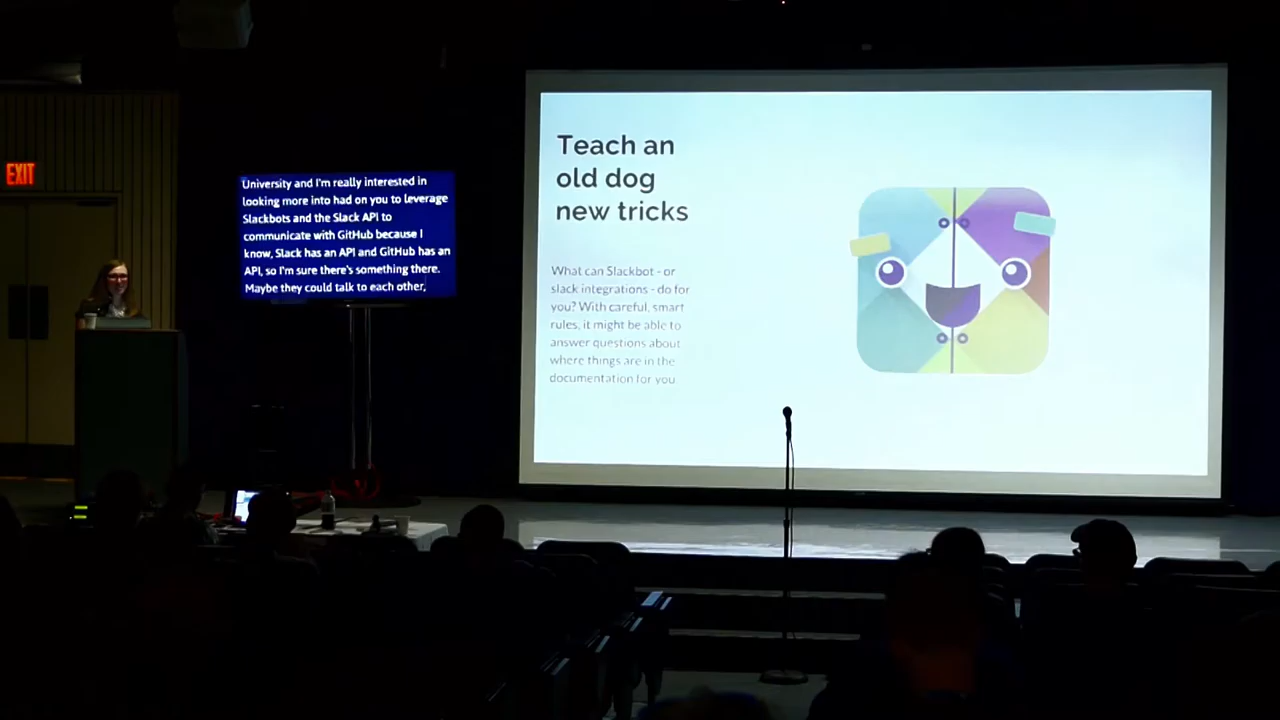 EXIT
University and I'm really interested in
looking more into had on you to leverage
Slackbots and the Slack API to
communicate with GitHub because I
know, Slack has an API and GitHub has an
API, so I'm sure there's something there.
Maybe they could talk to each other,
Teach an
old dog
new tricks
What can Slackbot - or
slack integrations - do for
you? With careful, smart
rules, it might be able to
answer questions about
where things are in the
documentation for you